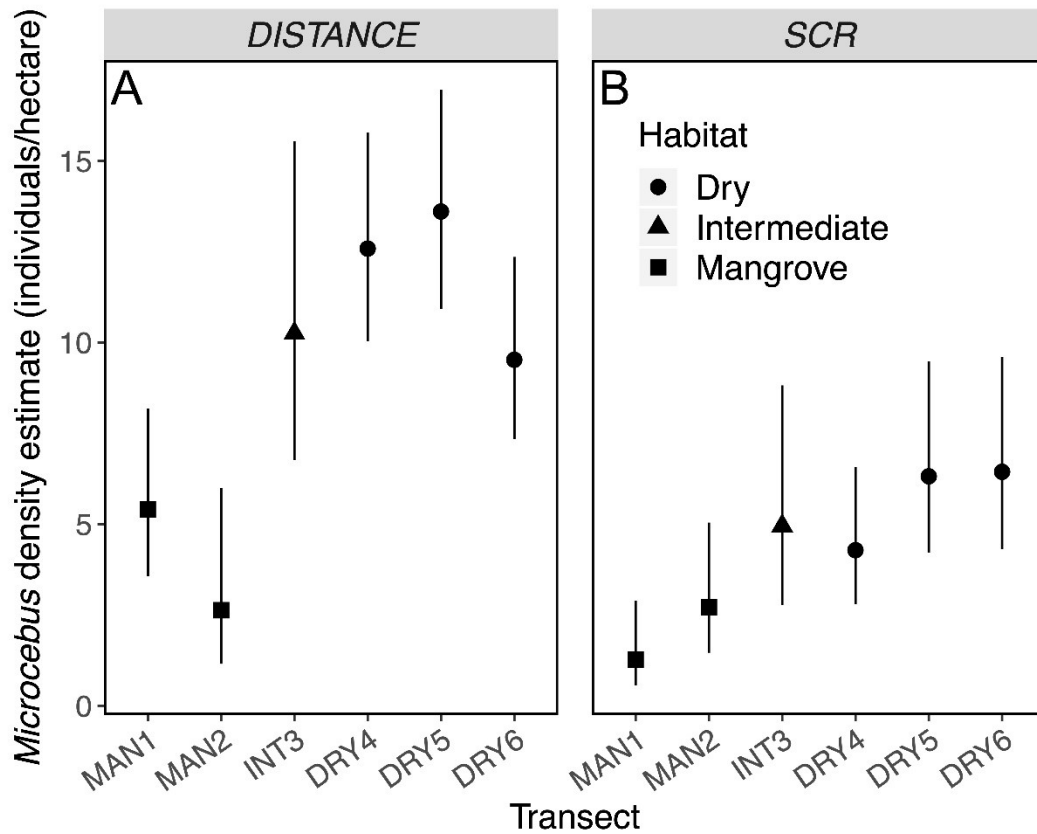 DISTANCE
SCR
A
B
Microcebus density estimate (individuals/hectare)
15
10
5
0
Habitat
Dry
Intermediate
Mangrove
MAN1
MAN2
INT3
DRY4
DRY5
DRY6
MAN1
MAN2
INT3
DRY4
DRY5
DRY6
Transect